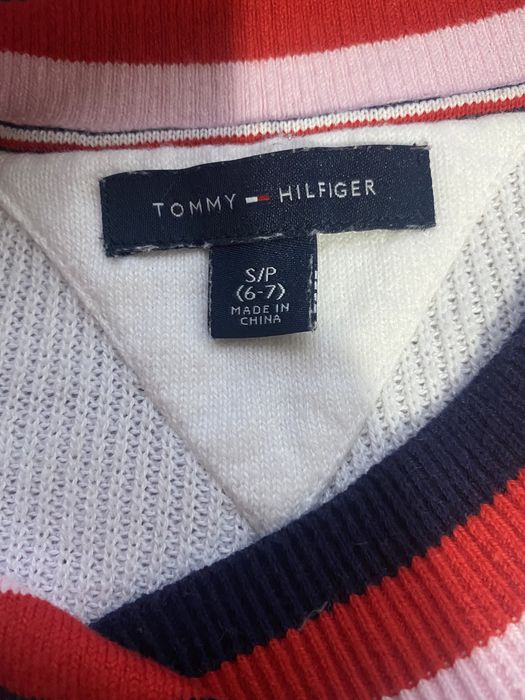 TOMMY HILFIGER
S/P
(6-7)
MADE IN
CHINA